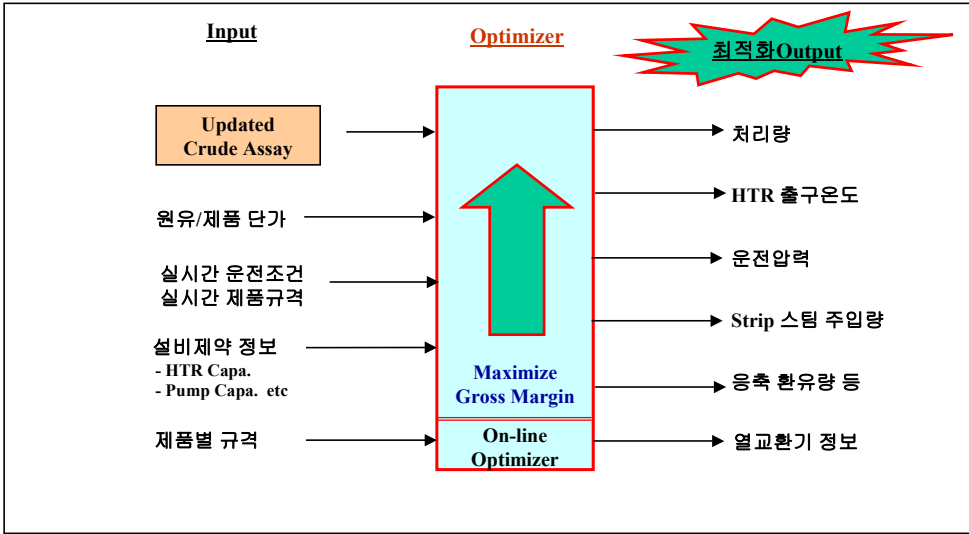 Input
Optimizer
최적화Output
Updated
Crude Assay
원유/제품 단가
실시간 운전조건
실시간 제품규격
설비제약 정보
- HTR Capa.
- Pump Capa. etc
제품별 규격
Maximize
Gross Margin
On-line
Optimizer
처리량
HTR 출구온도
운전압력
Strip 스팀 주입량
응축 환유량 등
열교환기 정보